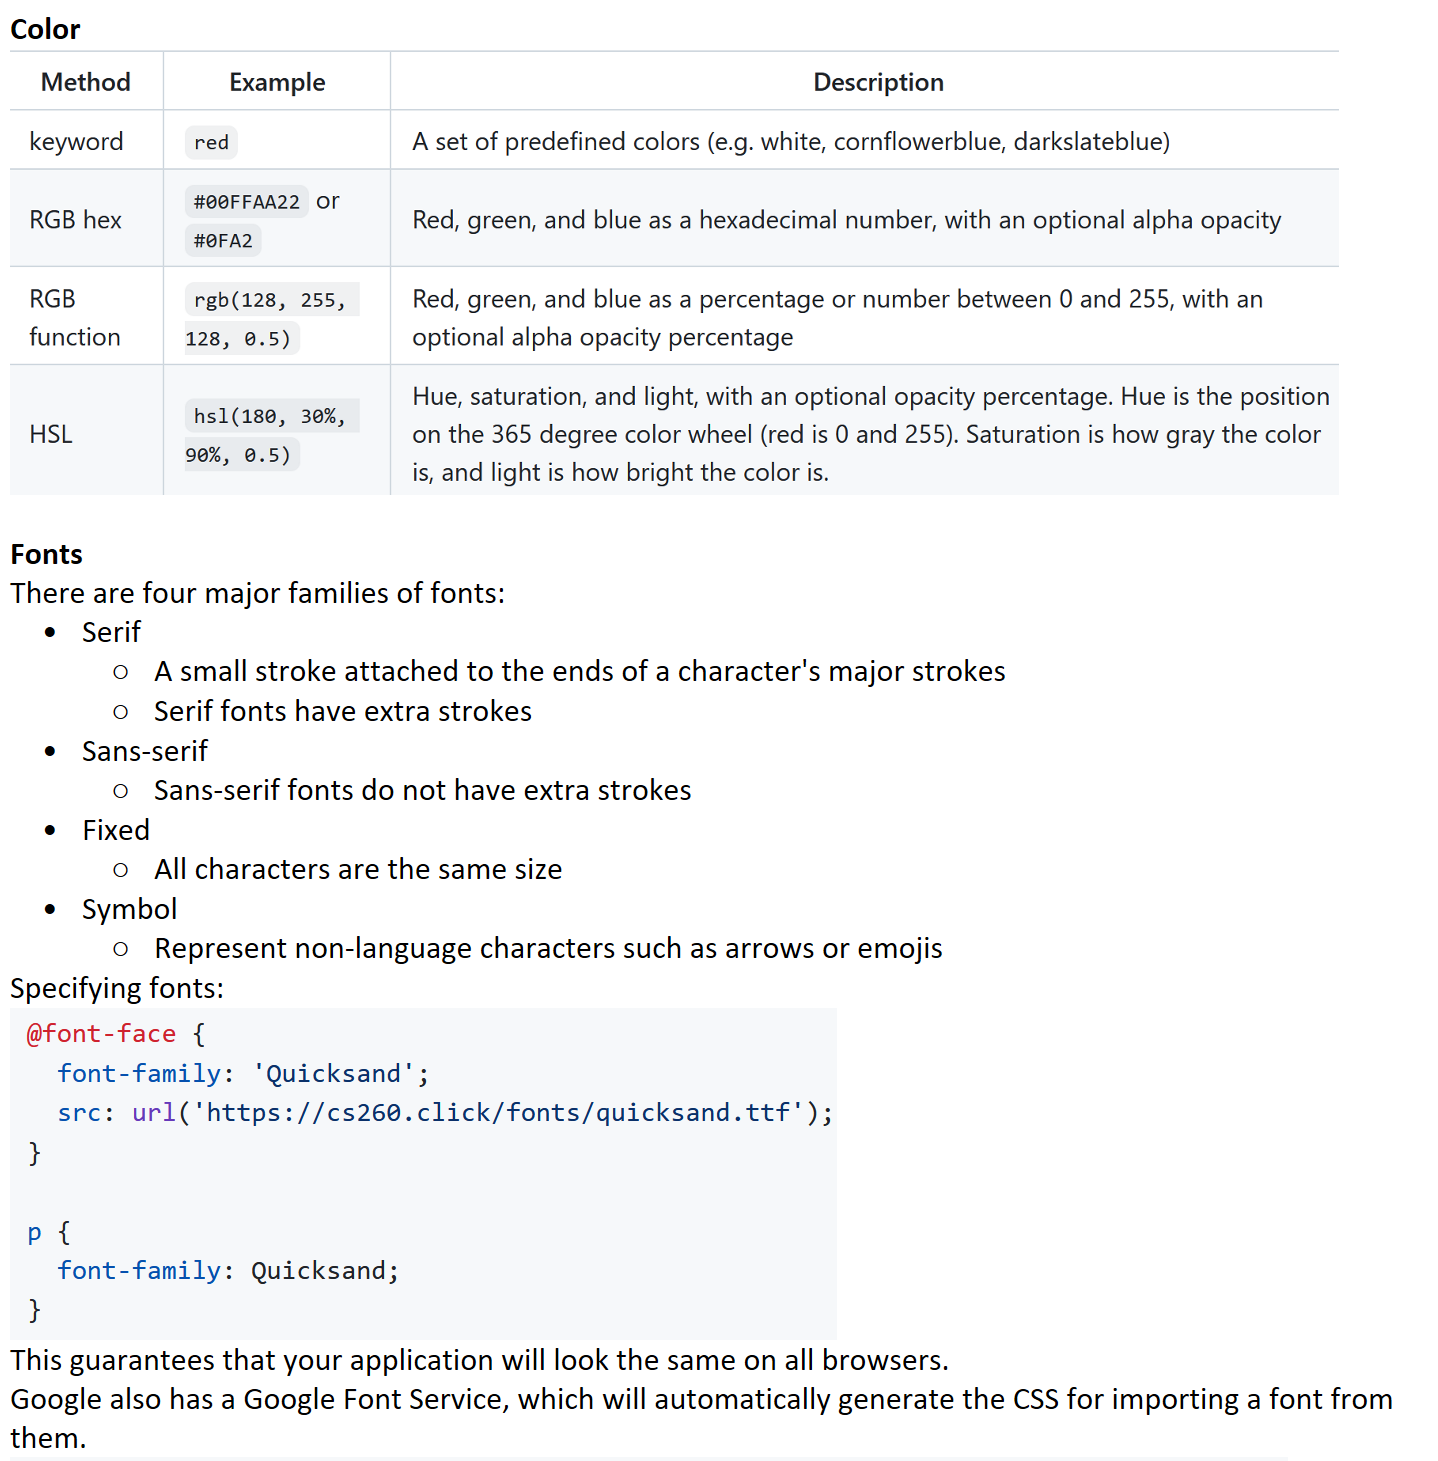 Color
Method Example Description
keyword red A set of predefined colors (e.g. white, cornflowerblue, darkslateblue)
RGB hex #00FFAA22 or
#0FA2 Red, green, and blue as a hexadecimal number, with an optional alpha opacity
RGB
function rgb(128, 255,
128, 0.5) Red, green, and blue as a percentage or number between 0 and 255, with an
optional alpha opacity percentage
HSL hsl(180, 30%,
90%, 0.5) Hue, saturation, and light, with an optional opacity percentage. Hue is the position
on the 365 degree color wheel (red is 0 and 255). Saturation is how gray the color
is, and light is how bright the color is.
Fonts
There are four major families of fonts:
• Serif
○ A small stroke attached to the ends of a character's major strokes
○ Serif fonts have extra strokes
• Sans-serif
○ Sans-serif fonts do not have extra strokes
• Fixed
○ All characters are the same size
• Symbol
○ Represent non-language characters such as arrows or emojis
Specifying fonts:
@font-face {
  font-family: 'Quicksand';
  src: url('https://cs260.click/fonts/quicksand.ttf');
}
p {
  font-family: Quicksand;
}
This guarantees that your application will look the same on all browsers.
Google also has a Google Font Service, which will automatically generate the CSS for importing a font from
them.